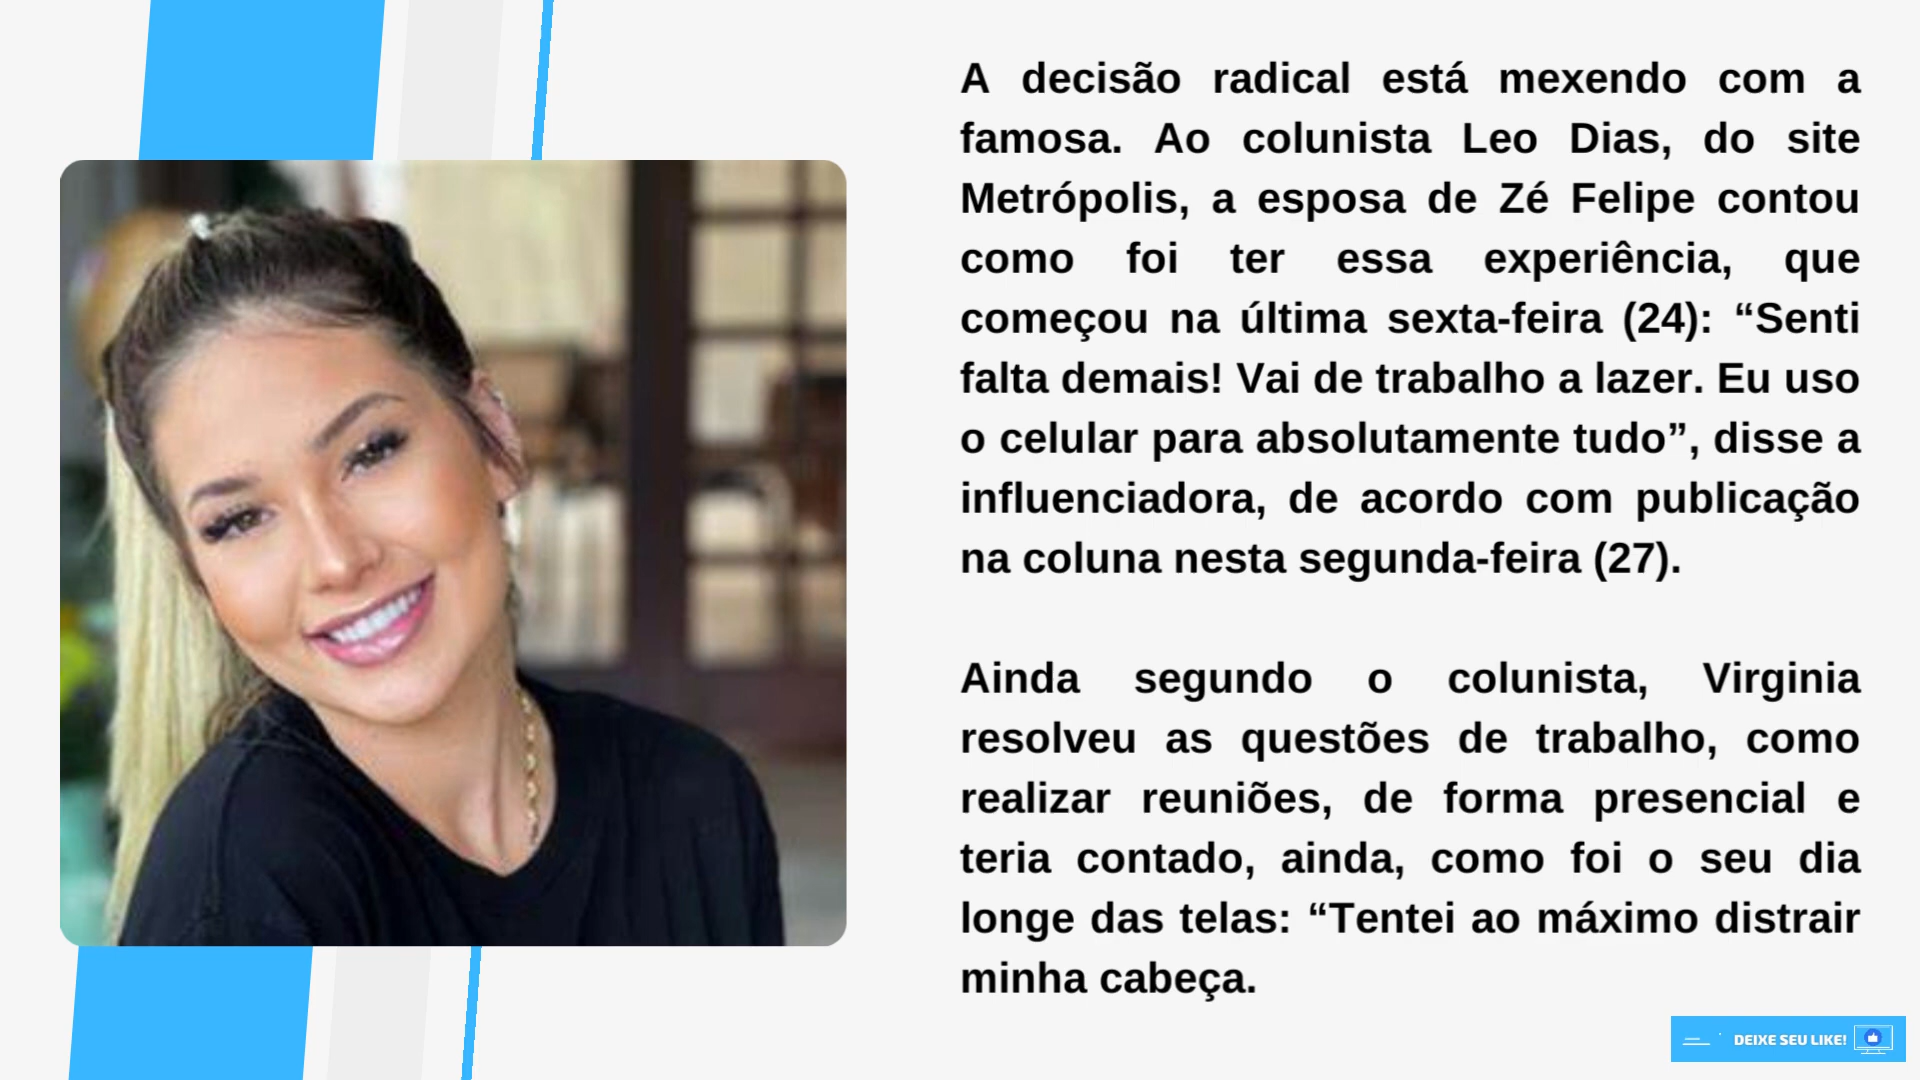 A decisão radical está mexendo com a
famosa. Ao colunista Leo Dias, do site
Metrópolis, a esposa de Zé Felipe contou
como foi ter essa experiência, que
começou na última sexta-feira (24): “Senti
falta demais! Vai de trabalho a lazer. Eu uso
o celular para absolutamente tudo”, disse a
influenciadora, de acordo com publicação
na coluna nesta segunda-feira (27).
Ainda segundo o colunista, Virginia
resolveu as questões de trabalho, como
realizar reuniões, de forma presencial e
teria contado, ainda, como foi o seu dia
longe das telas: “Tentei ao máximo distrair
minha cabeça.
DEIXE SEU LIKE!